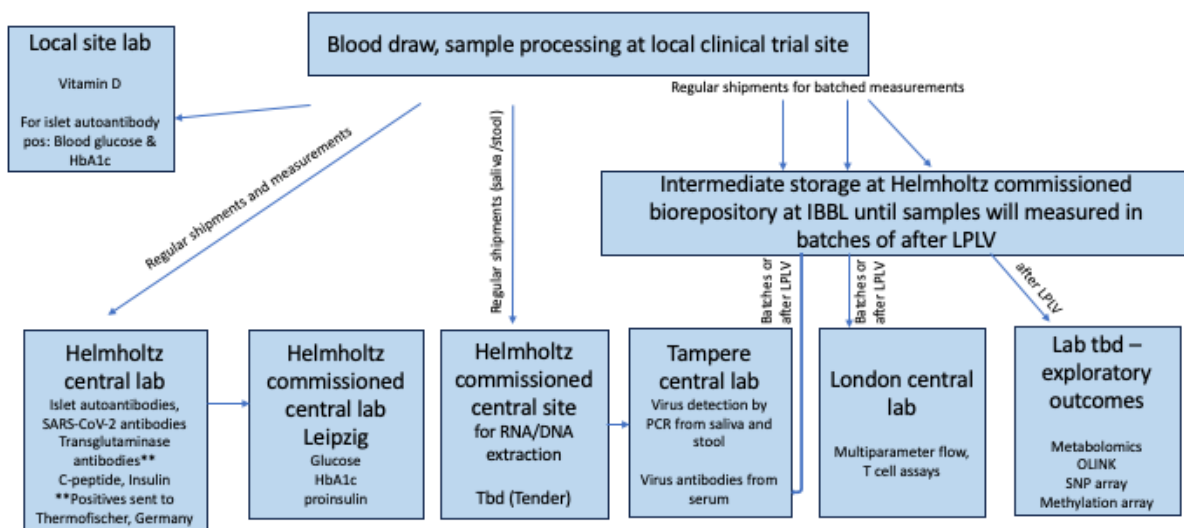 Local site lab
Vitamin D
For islet autoantibody
pos: Blood glucose &
HbA1c
Blood draw, sample processing at local clinical trial site
Regular shipments for batched measurements
Regular shipments and measurements
Regular shipments (saliva /stool)
Intermediate storage at Helmholtz commissioned
biorepository at IBBL until samples will measured in
batches of after LPLV
Batches or
after LPLV
Batches or
after LPLV
after LPLV
Helmholtz
central lab
Islet autoantibodies,
SARS-CoV-2 antibodies
Transglutaminase
antibodies**
C-peptide, Insulin
**Positives sent to
Thermofischer, Germany
Helmholtz
commissioned
central lab
Leipzig
Glucose
HbA1c
proinsulin
Helmholtz
commissioned
central site
for RNA/DNA
extraction
Tbd (Tender)
Tampere
central lab
Virus detection by
PCR from saliva and
stool
Virus antibodies from
serum
London central
lab
Multiparameter flow,
T cell assays
Lab tbd –
exploratory
outcomes
Metabolomics
OLINK
SNP array
Methylation array